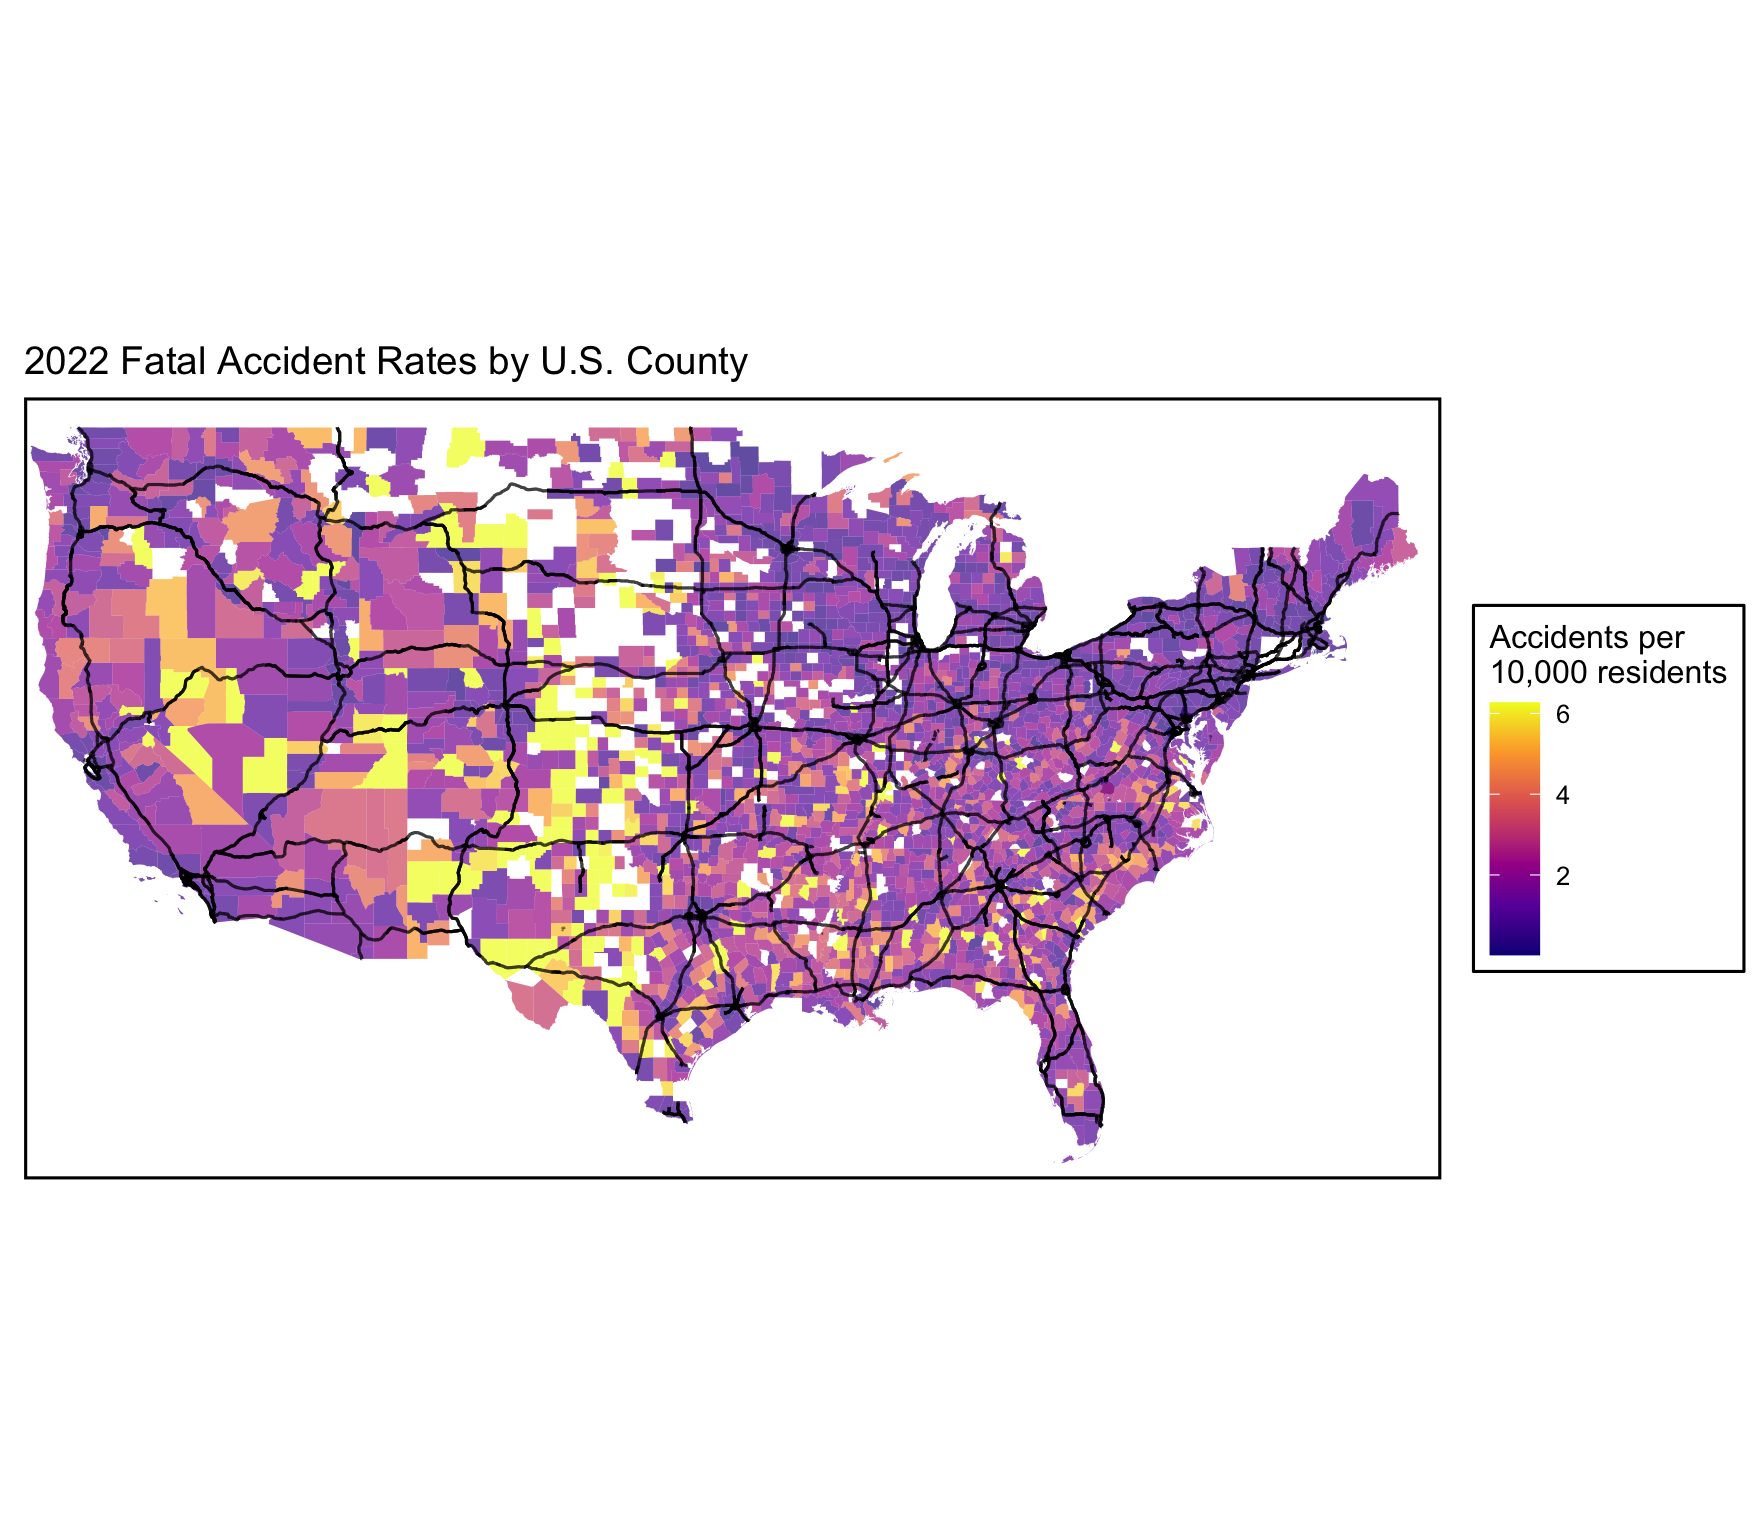 2022 Fatal Accident Rates by U.S. County
Accidents per
10,000 residents
6
4
2